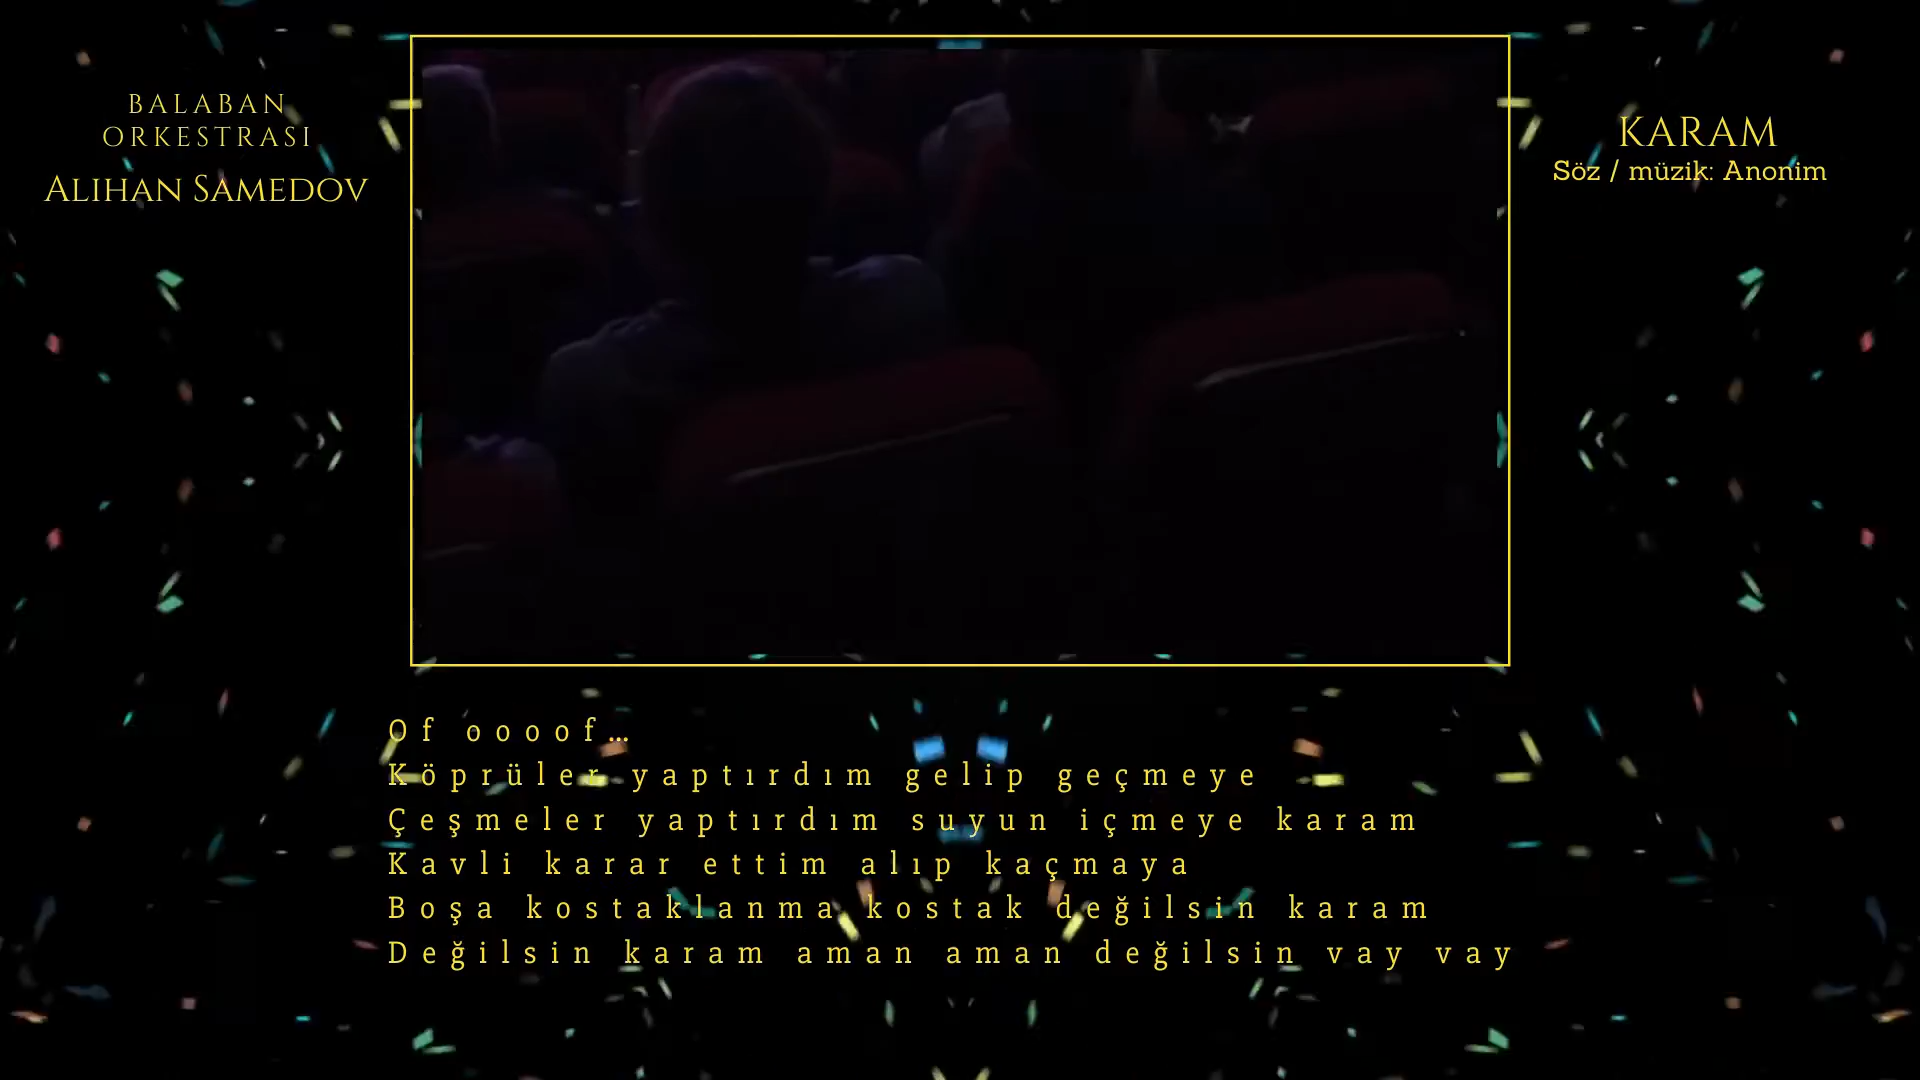 BALABAN
ORKESTRASI
ALIHAN SAMEDOV
KARAM
Söz / müzik: Anonim
Of oooof...
Köprüler yaptırdım gelip geçmeye
Çeşmeler yaptırdım suyun içmeye karam
Kavli karar ettim alıp kaçmaya
Boşa kostaklanma kostak değilsin karam
Değilsin karam aman aman değilsin vay vay